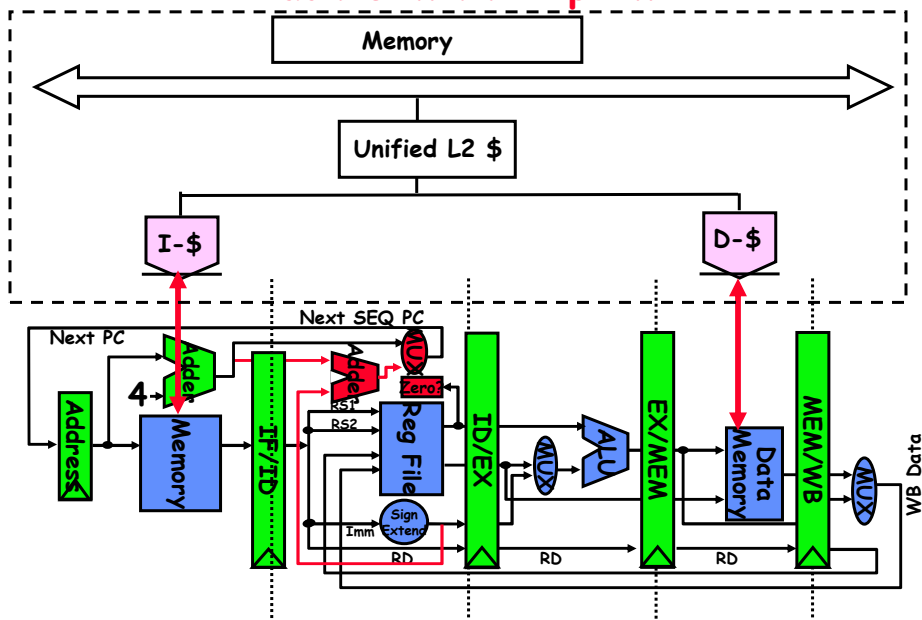 Memory
Unified L2 $
I-$
D-$
Next PC
Next SEQ PC
Adder
4
Address
Memory
IF/ID
Adder
MUX
Zero?
RS1
RS2
Reg File
Sign
Extend
Imm
RD
ID/EX
MUX
ALU
RD
EX/MEM
Data
Memory
RD
MEM/WB
MUX
WB Data